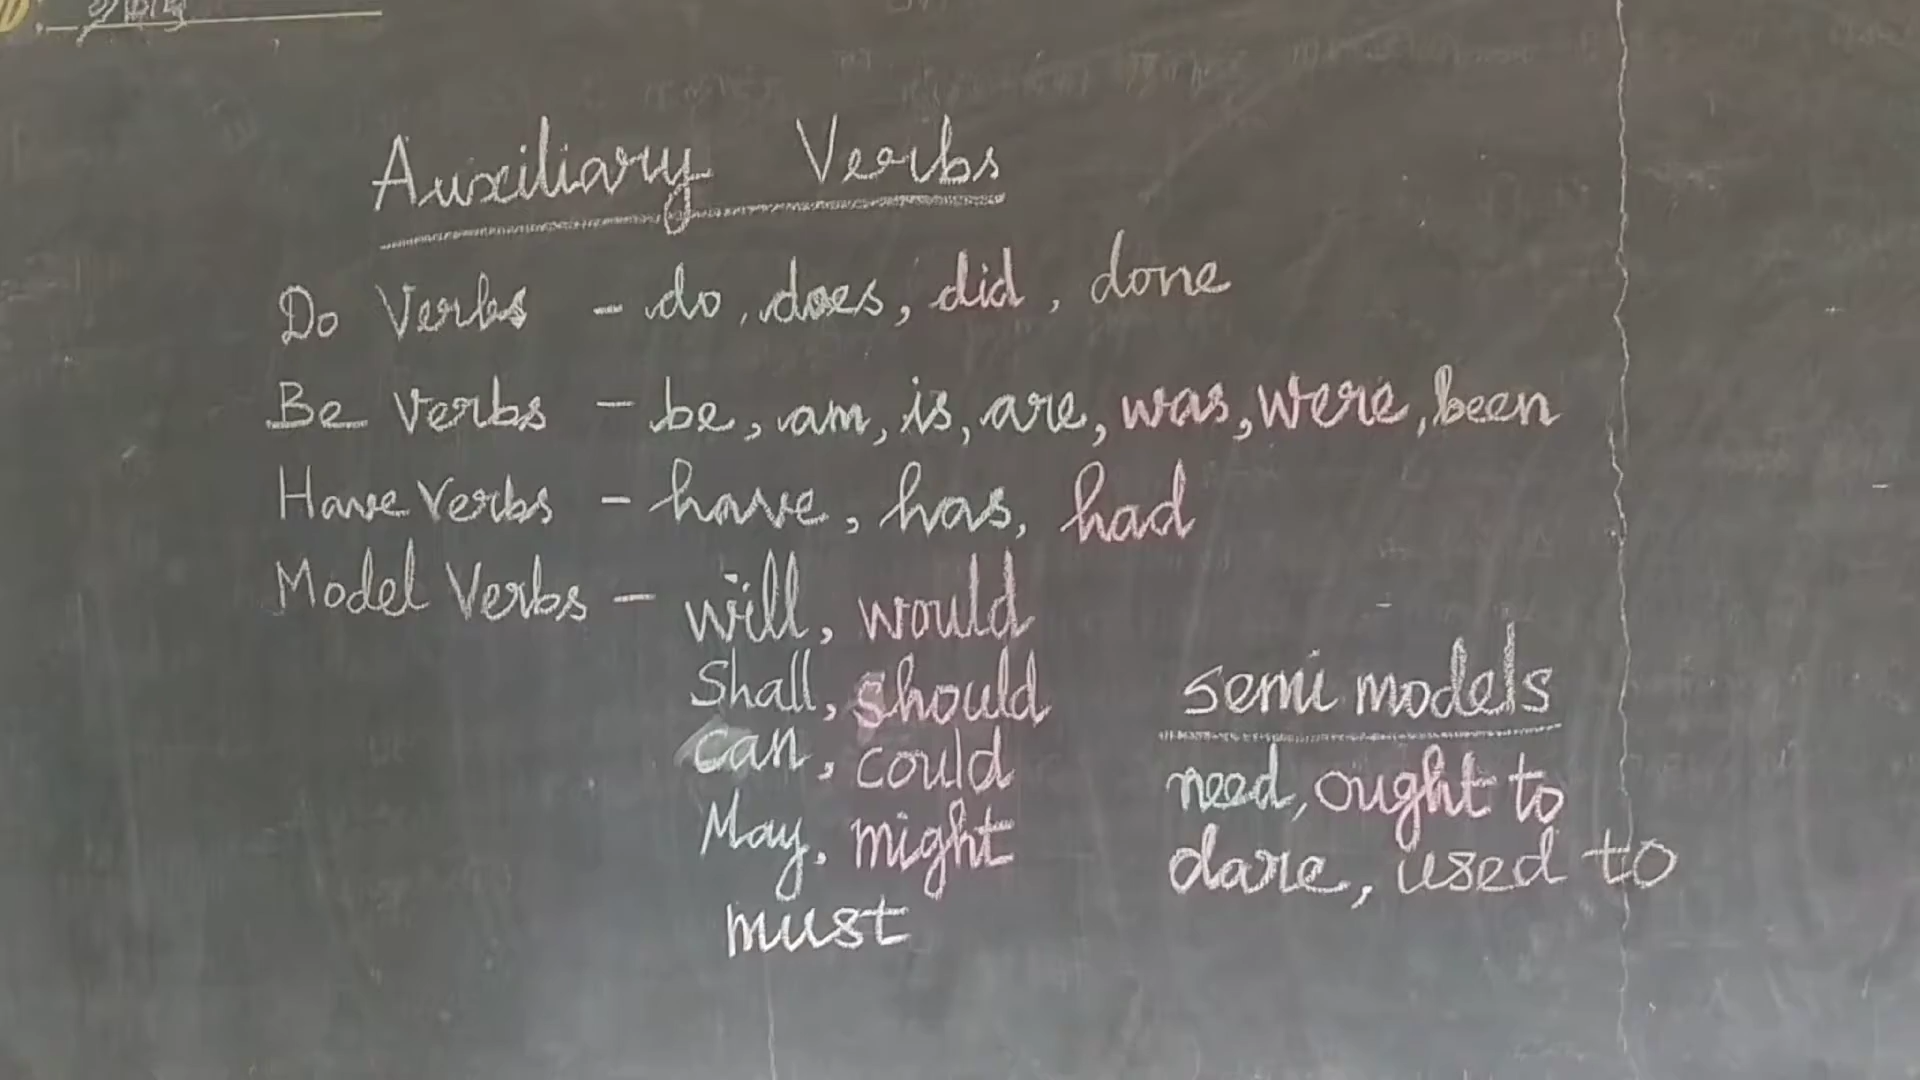 Auxiliary Verbs
Do Verbs - do, does, did, done
Be Verbs - be, am, is, are, was, were, been
Have Verbs - have, has, had
Model Verbs - will, would
Shall, should
can, could
May, might
must
semi models
need, ought to
dare, used to